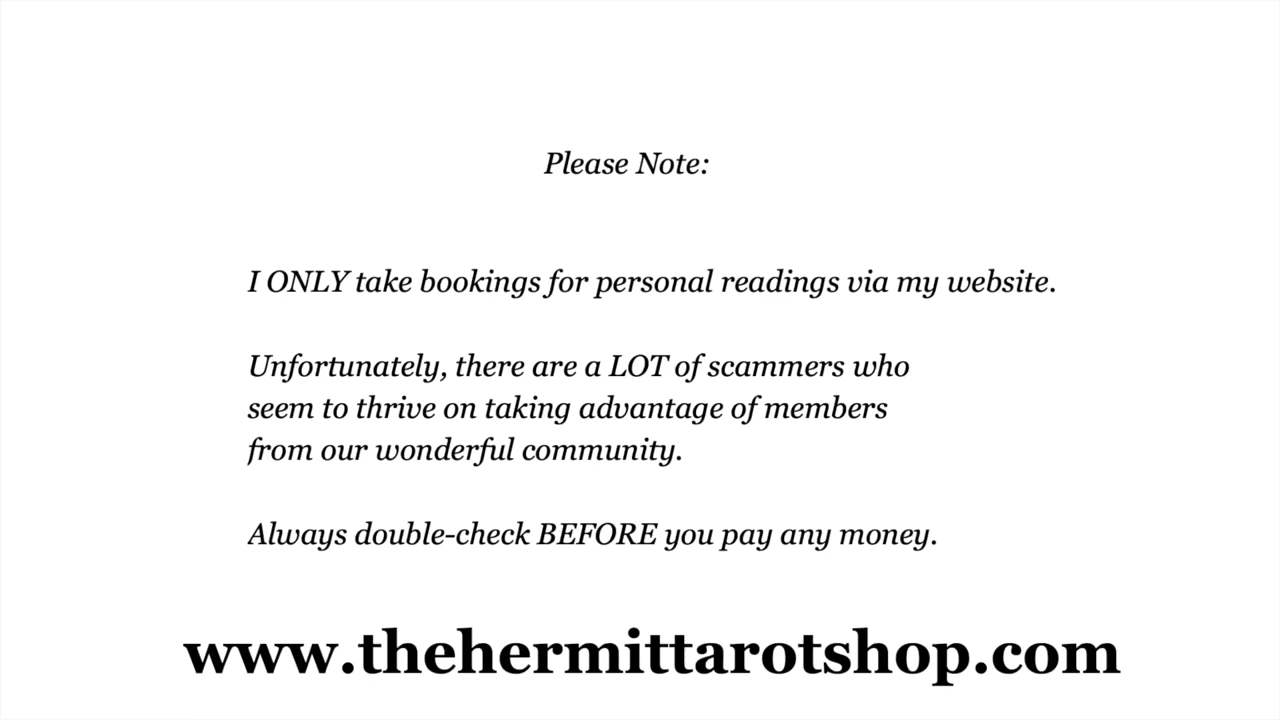 Please Note:
I ONLY take bookings for personal readings via my website.
Unfortunately, there are a LOT of scammers who
seem to thrive on taking advantage of members
from our wonderful community.
Always double-check BEFORE you pay any money.
www.thehermittarotshop.com